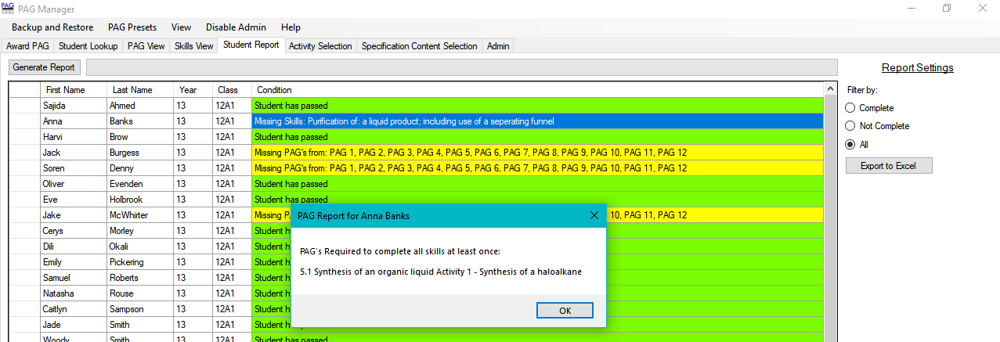 PAG
PAG Manager
Backup and Restore PAG Presets View Disable Admin Help
Award PAG Student Lookup PAG View Skills View Student Report Activity Selection Specification Content Selection Admin
Generate Report
Report Settings
First Name Last Name Year Class Condition
Filter by:
Sajida Ahmed 13 12A1 Student has passed
Complete
Anna Banks 13 12A1 Missing Skills: Purification of: a liquid product; including use of a seperating funnel
Not Complete
Harvi Brow 13 12A1 Student has passed
All
Jack Burgess 13 12A1 Missing PAG's from: PAG 1, PAG 2, PAG 3, PAG 4, PAG 5, PAG 6, PAG 7, PAG 8, PAG 9, PAG 10, PAG 11, PAG 12
Soren Denny 13 12A1 Missing PAG's from: PAG 1, PAG 2, PAG 3, PAG 4, PAG 5, PAG 6, PAG 7, PAG 8, PAG 9, PAG 10, PAG 11, PAG 12
Export to Excel
Oliver Evenden 13 12A1 Student has passed
Eve Holbrook 13 12A1 Student has passed
Jake McWhirter 13 12A1 Missing P 10, PAG 11, PAG 12
Cerys Morley 13 12A1 Student h
Dili Okali 13 12A1 Student h
Emily Pickering 13 12A1 Student h
Samuel Roberts 13 12A1 Student h
Natasha Rouse 13 12A1 Student h
Caitlyn Sampson 13 12A1 Student h
Jade Smith 13 12A1 Student h
Woody Smith 13 12A1 Student has passed
PAG Report for Anna Banks
PAG's Required to complete all skills at least once:
5.1 Synthesis of an organic liquid Activity 1 - Synthesis of a haloalkane
OK